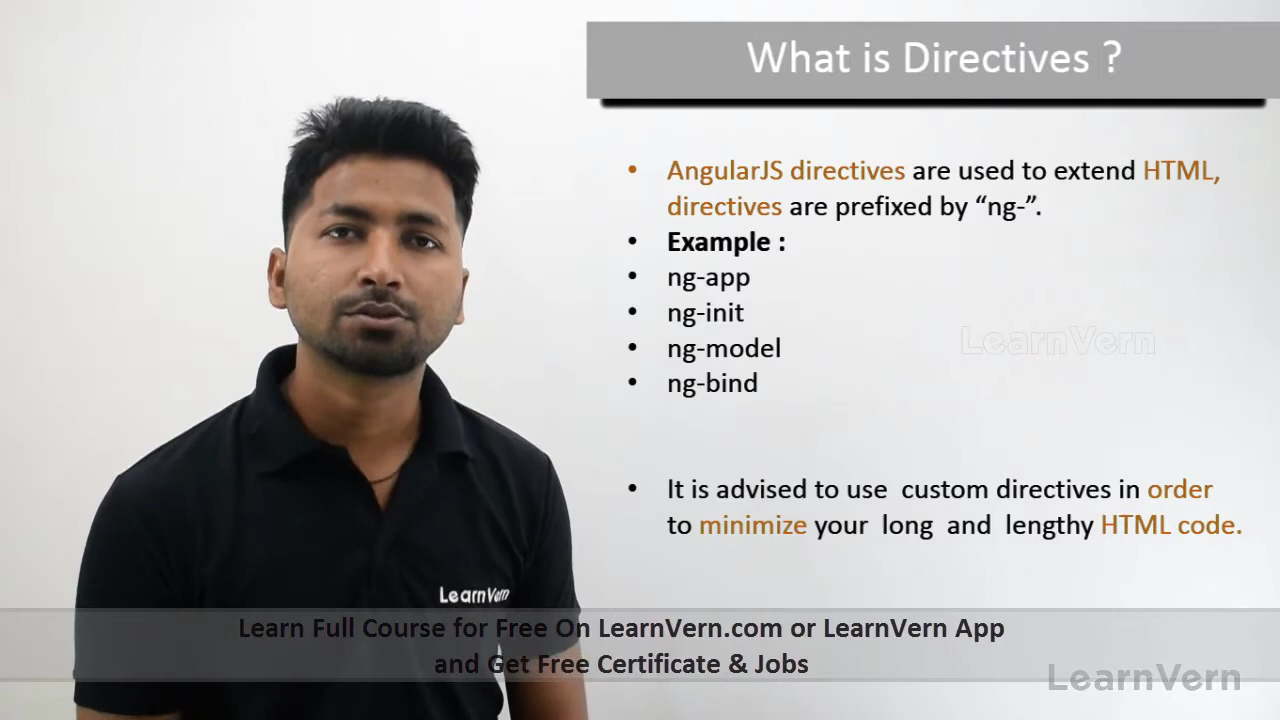 What is Directives ?
• AngularJS directives are used to extend HTML,
directives are prefixed by “ng-”.
• Example :
• ng-app
• ng-init
• ng-model
• ng-bind
LearnVern
• It is advised to use custom directives in order
to minimize your long and lengthy HTML code.
LearnVern
Learn Full Course for Free On LearnVern.com or LearnVern App
and Get Free Certificate & Jobs
LearnVern